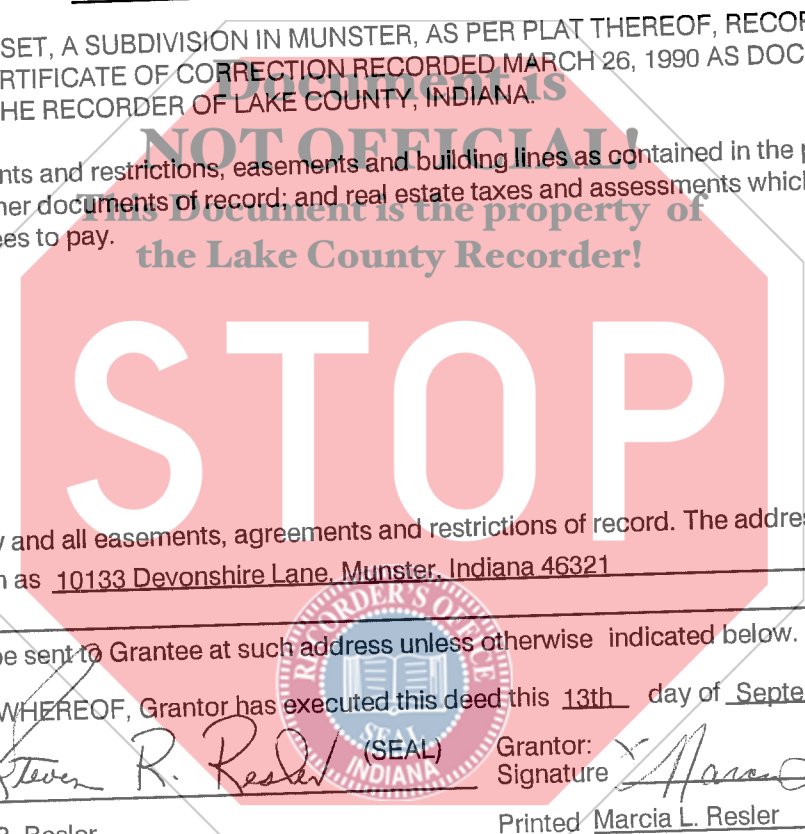 SET, A SUBDIVISION IN MUNSTER, AS PER PLAT THEREOF, RECOR
RTIFICATE OF CORRECTION RECORDED MARCH 26, 1990 AS DOC
Document is
HE RECORDER OF LAKE COUNTY, INDIANA.
NOT OFFICIAL!
nts and restrictions, easements and building lines as contained in the p
This Document is the property of
her documents of record; and real estate taxes and assessments which
ees to pay.
the Lake County Recorder!
STOP
y and all easements, agreements and restrictions of record. The addres
n as 10133 Devonshire Lane, Munster, Indiana 46321
RECORDER'S OFFICE
be sent to Grantee at such address unless otherwise indicated below.
WHEREOF, Grantor has executed this deed this 13th day of Septe
SEAL
INDIANA
Steven R. Resler (SEAL) Grantor:
Signature Marcia
R. Resler Printed Marcia L. Resler